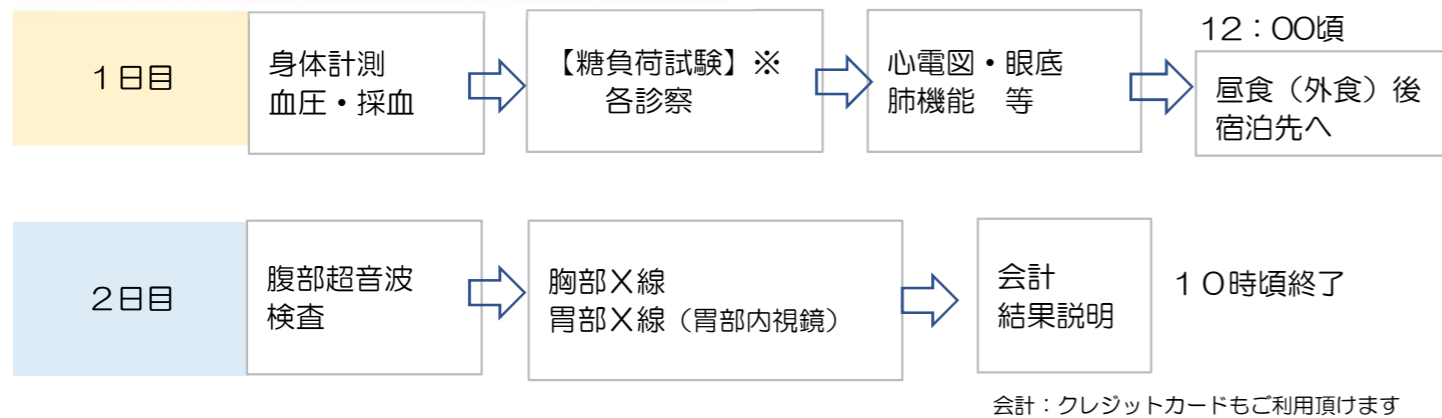 １日目
身体計測
血圧・採血
【糖負荷試験】※
各診察
心電図・眼底
肺機能　等
１２：００頃
昼食（外食）後
宿泊先へ
２日目
腹部超音波
検査
胸部Ｘ線
胃部Ｘ線（胃部内視鏡）
会計
結果説明
１０時頃終了
会計：クレジットカードもご利用頂けます